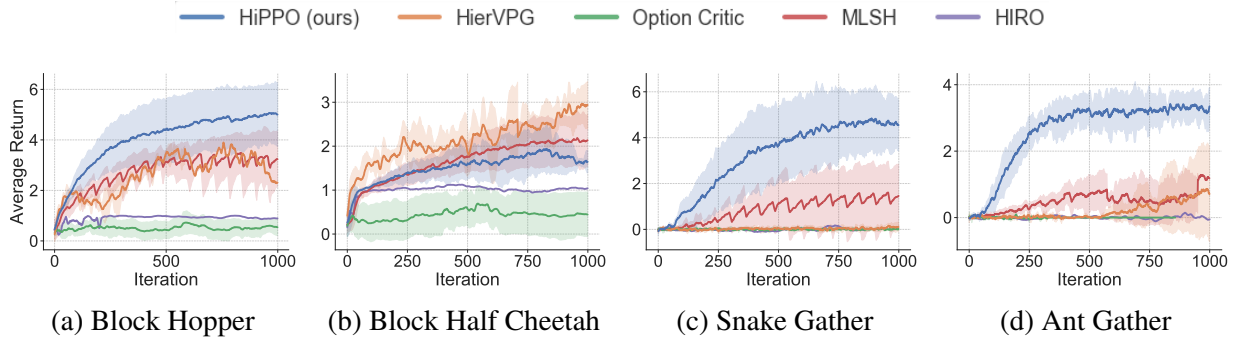 HiPPO (ours) HierVPG Option Critic MLSH HIRO
Average Return
6
4
2
0
0 500 1000
Iteration
3
2
1
0
0 250 500 750 1000
Iteration
6
4
2
0
0 250 500 750 1000
Iteration
4
2
0
0 250 500 750 1000
Iteration
(a) Block Hopper (b) Block Half Cheetah (c) Snake Gather (d) Ant Gather